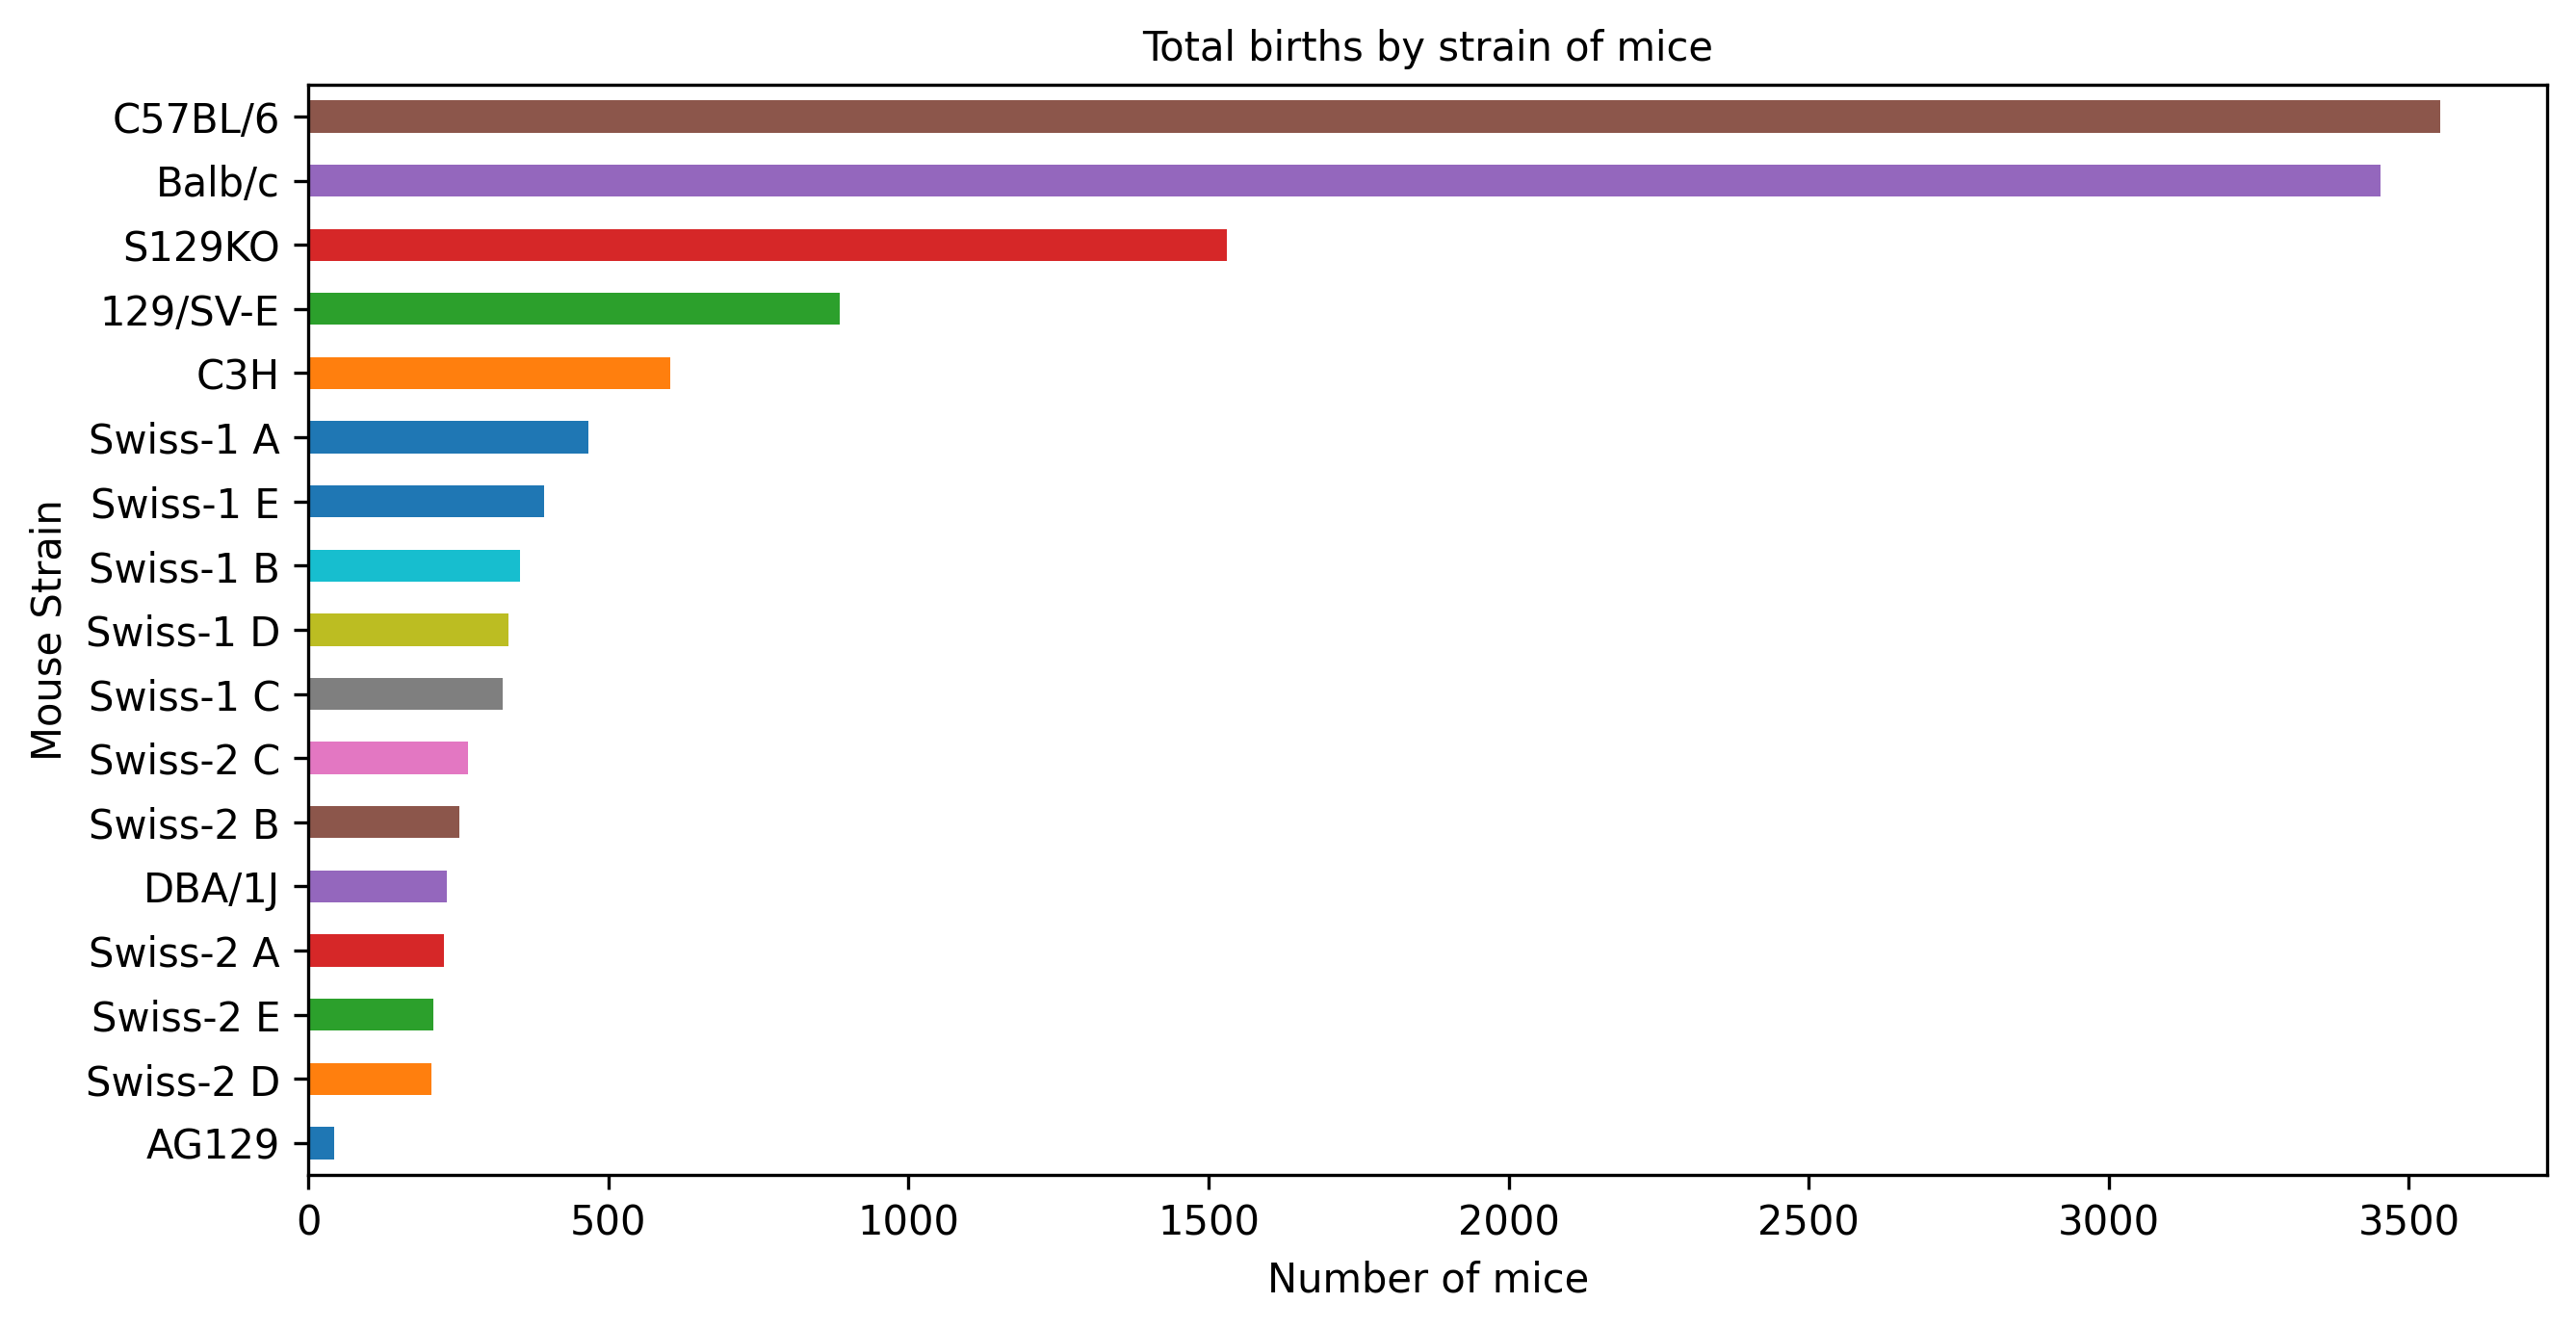 Total births by strain of mice
C57BL/6
Balb/c
S129KO
129/SV-E
C3H
Swiss-1 A
Swiss-1 E
Swiss-1 B
Swiss-1 D
Swiss-1 C
Swiss-2 C
Swiss-2 B
DBA/1J
Swiss-2 A
Swiss-2 E
Swiss-2 D
AG129
Mouse Strain
0 500 1000 1500 2000 2500 3000 3500
Number of mice